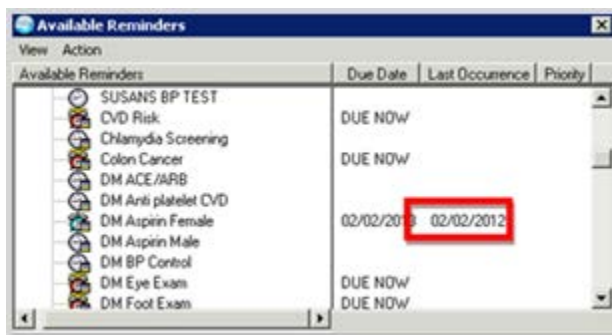 Available Reminders
View Action
Available Reminders Due Date Last Occurrence Priority
SUSANS BP TEST
CVD Risk DUE NOW
Chlamydia Screening
Colon Cancer DUE NOW
DM ACE/ARB
DM Anti platelet CVD
DM Aspirin Female 02/02/2013 02/02/2012
DM Aspirin Male
DM BP Control
DM Eye Exam DUE NOW
DM Foot Exam DUE NOW